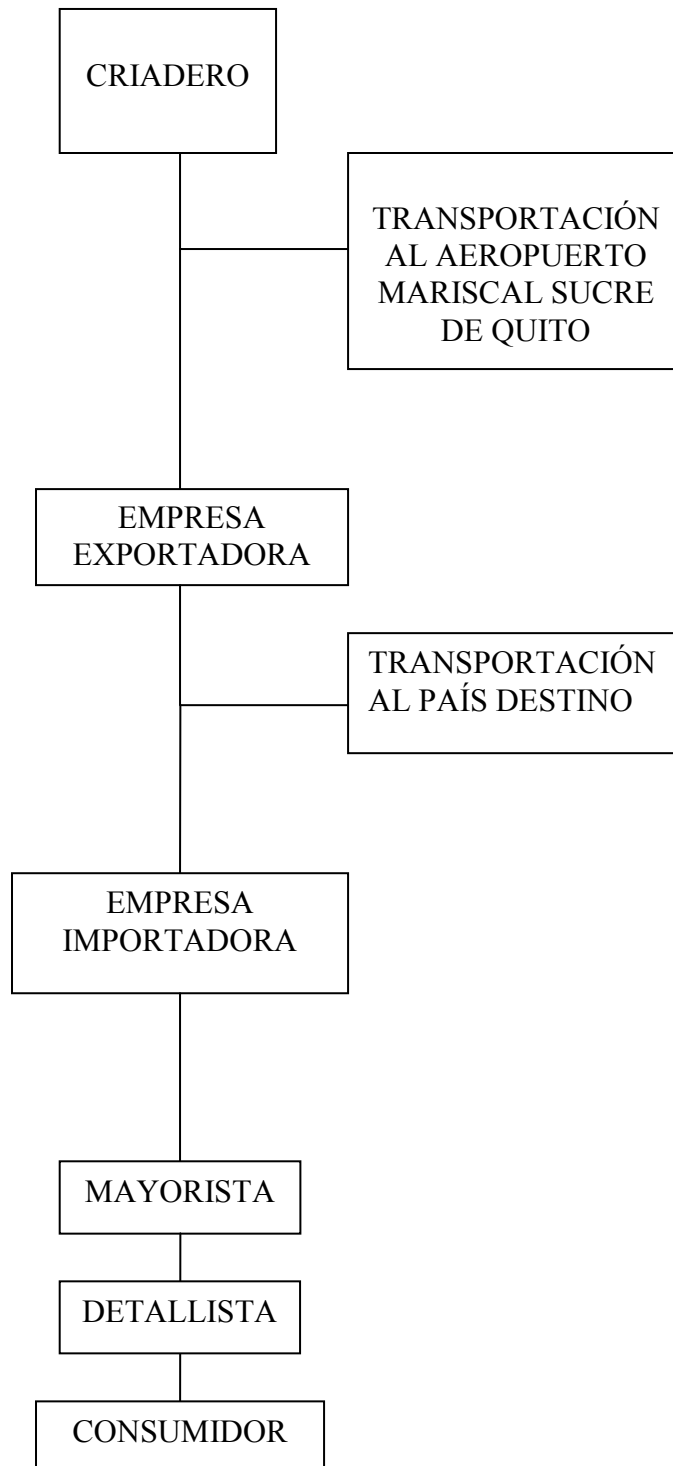 CRIADERO
TRANSPORTACIÓN
AL AEROPUERTO
MARISCAL SUCRE
DE QUITO
EMPRESA
EXPORTADORA
TRANSPORTACIÓN
AL PAÍS DESTINO
EMPRESA
IMPORTADORA
MAYORISTA
DETALLISTA
CONSUMIDOR